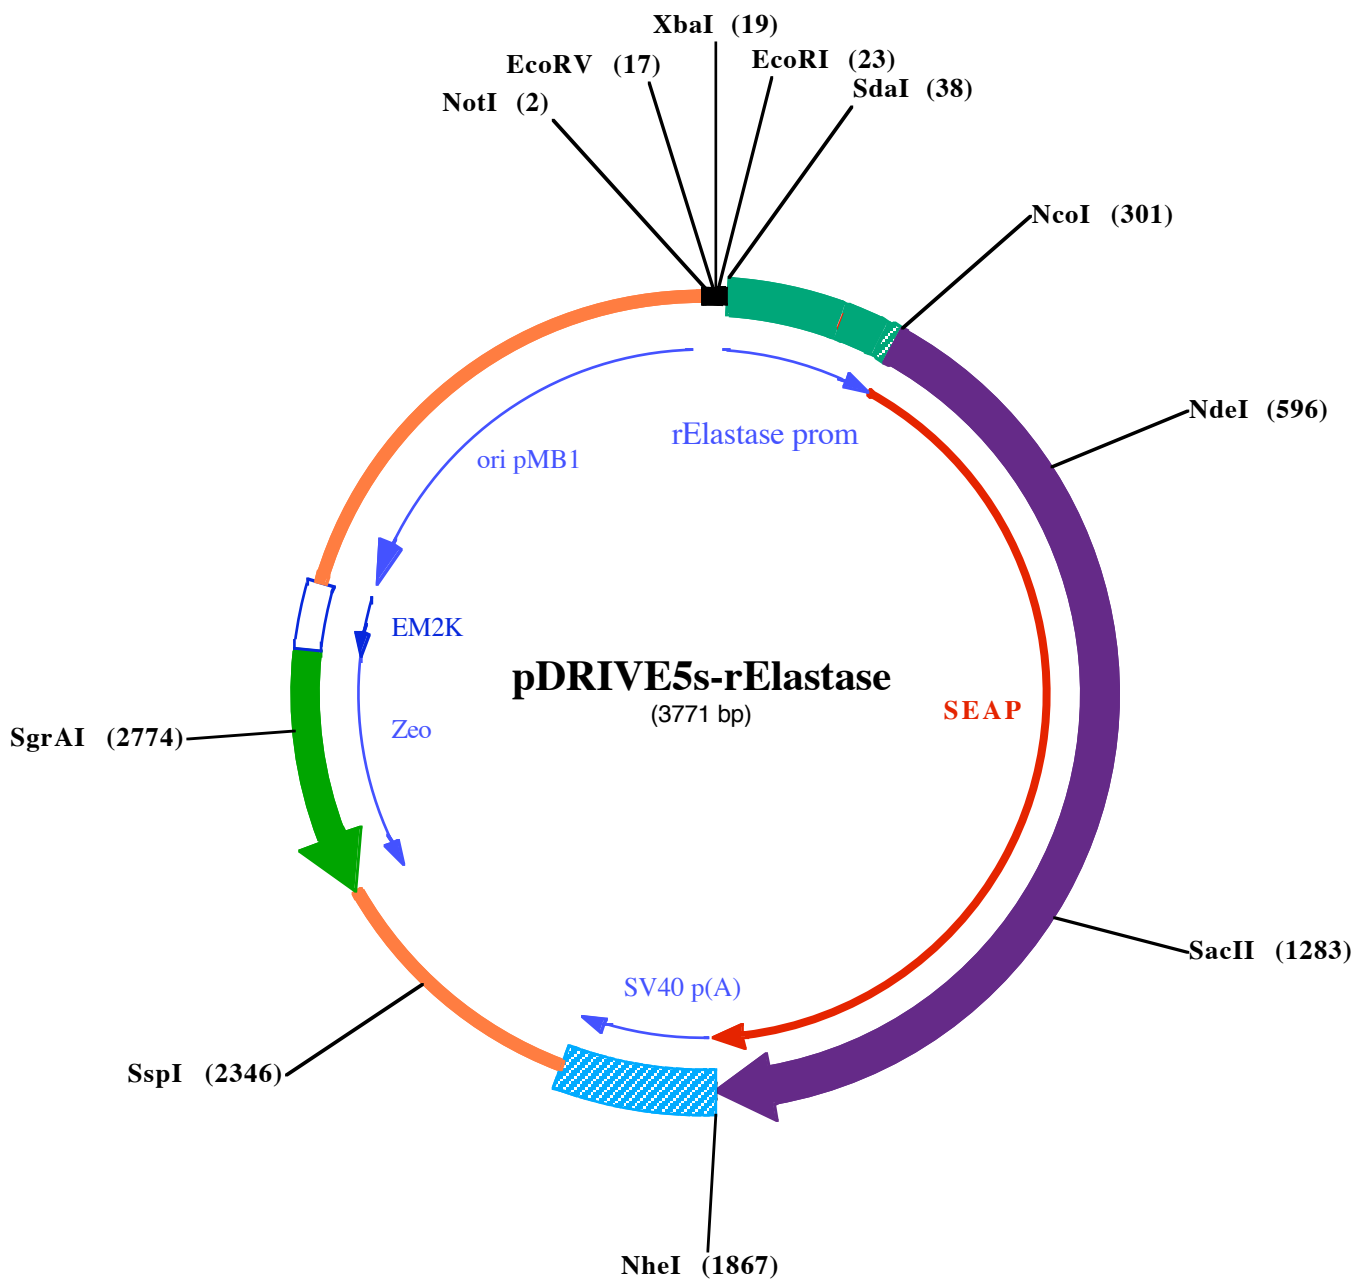 XbaI (19)
EcoRV (17)
EcoRI (23)
NotI (2)
SdaI (38)
NcoI (301)
NdeI (596)
rElastase prom
ori pMB1
EM2K
pDRIVE5s-rElastase
(3771 bp)
SEAP
Zeo
SgrAI (2774)
SacII (1283)
SV40 p(A)
SspI (2346)
NheI (1867)